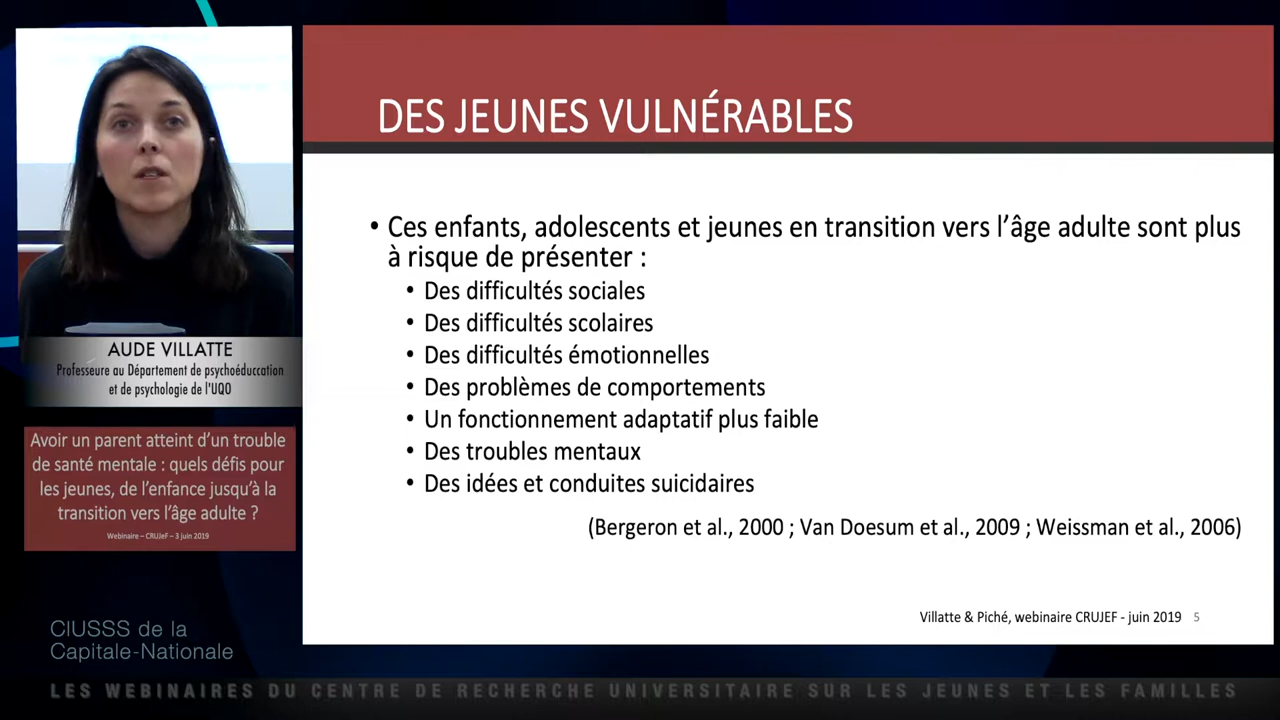 DES JEUNES VULNÉRABLES
• Ces enfants, adolescents et jeunes en transition vers l'âge adulte sont plus
à risque de présenter :
• Des difficultés sociales
• Des difficultés scolaires
• Des difficultés émotionnelles
• Des problèmes de comportements
• Un fonctionnement adaptatif plus faible
• Des troubles mentaux
• Des idées et conduites suicidaires
(Bergeron et al., 2000 ; Van Doesum et al., 2009 ; Weissman et al., 2006)
Villatte & Piché, webinaire CRUJEF - juin 2019 5
AUDE VILLATTE
Professeure au Département de psychoéduccation
et de psychologie de l'UQO
Avoir un parent atteint d'un trouble
de santé mentale : quels défis pour
les jeunes, de l'enfance jusqu'à la
transition vers l'âge adulte ?
Webinaire – CRUJeF – 3 juin 2019
CIUSSS de la
Capitale-Nationale
LES WEBINAIRES DU CENTRE DE RECHERCHE UNIVERSITAIRE SUR LES JEUNES ET LES FAMILLES